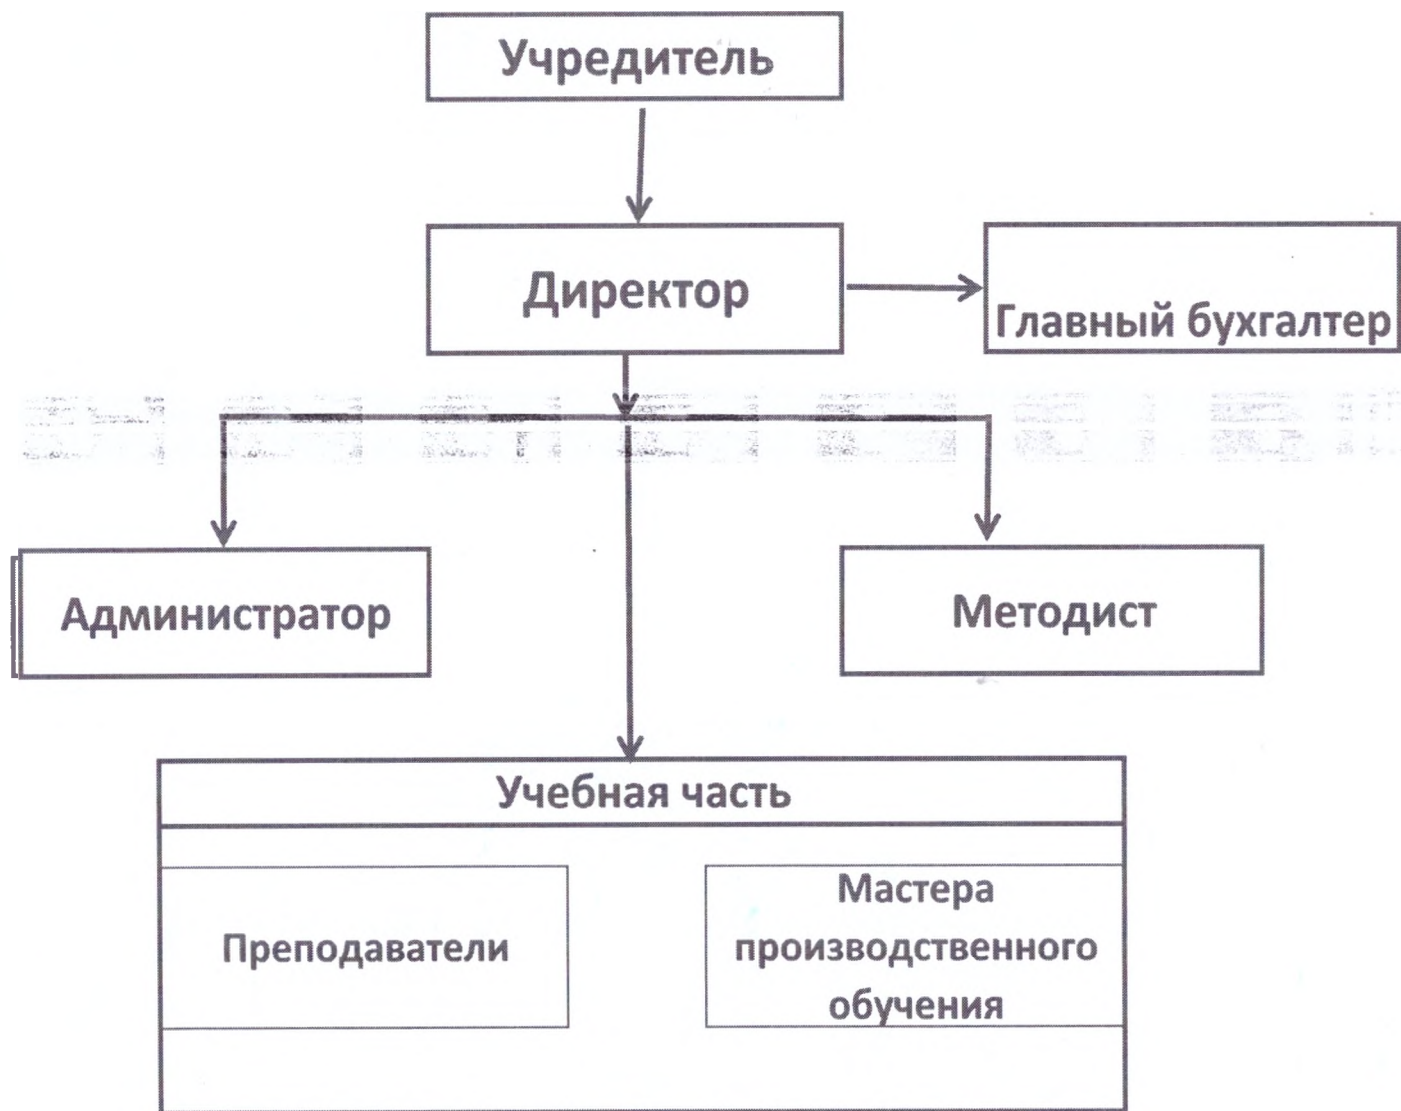 Учредитель
Директор
Главный бухгалтер
Администратор
Методист
Учебная часть
Преподаватели
Мастера
производственного
обучения